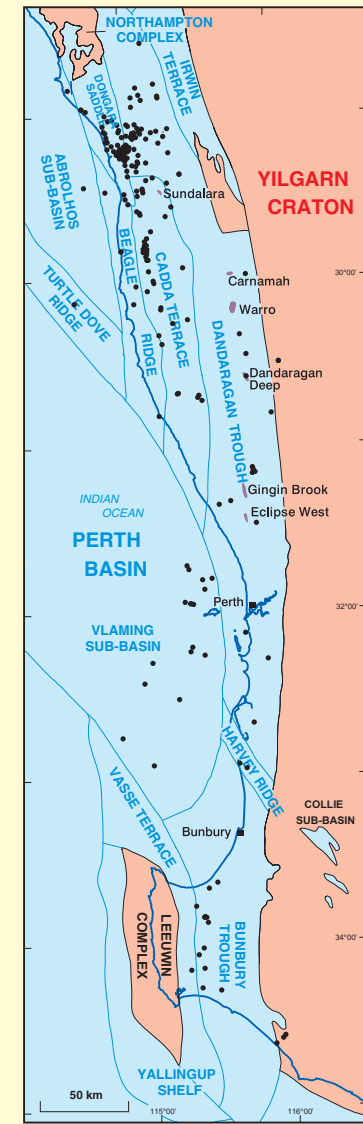 NORTHAMPTON
COMPLEX
IRWIN
TERRACE
DONGARA
SADDLE
ABROLHOS
SUB-BASIN
YILGARN
CRATON
Sundalara
BEAGLE
RIDGE
CADDA TERRACE
TURTLE DOVE
RIDGE
30°00'
Carnamah
Warro
DANDARAGAN TROUGH
Dandaragan
Deep
Gingin Brook
Eclipse West
INDIAN
OCEAN
PERTH
BASIN
Perth
32°00'
VLAMING
SUB-BASIN
HARVEY RIDGE
VASSE TERRACE
COLLIE
SUB-BASIN
Bunbury
LEEUWIN
COMPLEX
BUNBURY
TROUGH
34°00'
YALLINGUP
SHELF
50 km
115°00'
116°00'